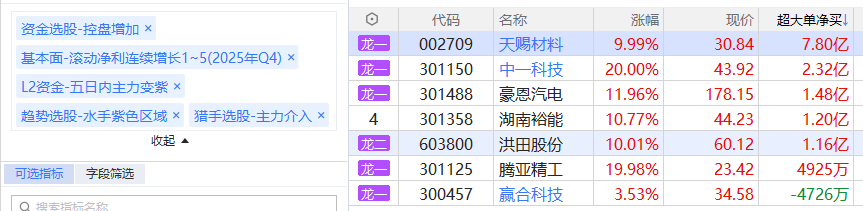 资金选股-控盘增加 ×
基本面-滚动净利连续增长1~5(2025年Q4) ×
L2资金-五日内主力变紫 ×
趋势选股-水手紫色区域 × 猎手选股-主力介入 ×
收起 ▲
可选指标 字段筛选
搜索指标名称
代码 名称 涨幅 现价 超大单净买↓
龙一 002709 天赐材料 9.99% 30.84 7.80亿
龙一 301150 中一科技 20.00% 43.92 2.32亿
龙一 301488 豪恩汽电 11.96% 178.15 1.48亿
4 301358 湖南裕能 10.77% 44.23 1.20亿
龙二 603800 洪田股份 10.01% 60.12 1.16亿
龙一 301125 腾亚精工 19.98% 23.42 4925万
龙一 300457 赢合科技 3.53% 34.58 -4726万